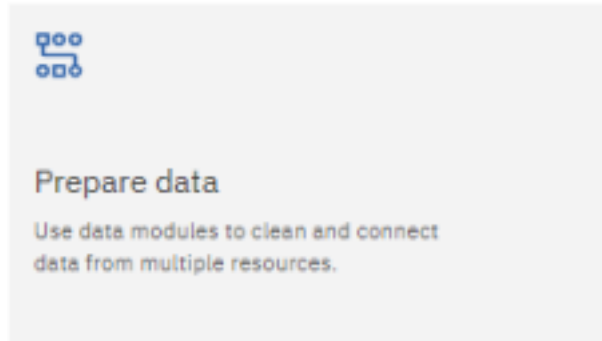 Prepare data
Use data modules to clean and connect
data from multiple resources.